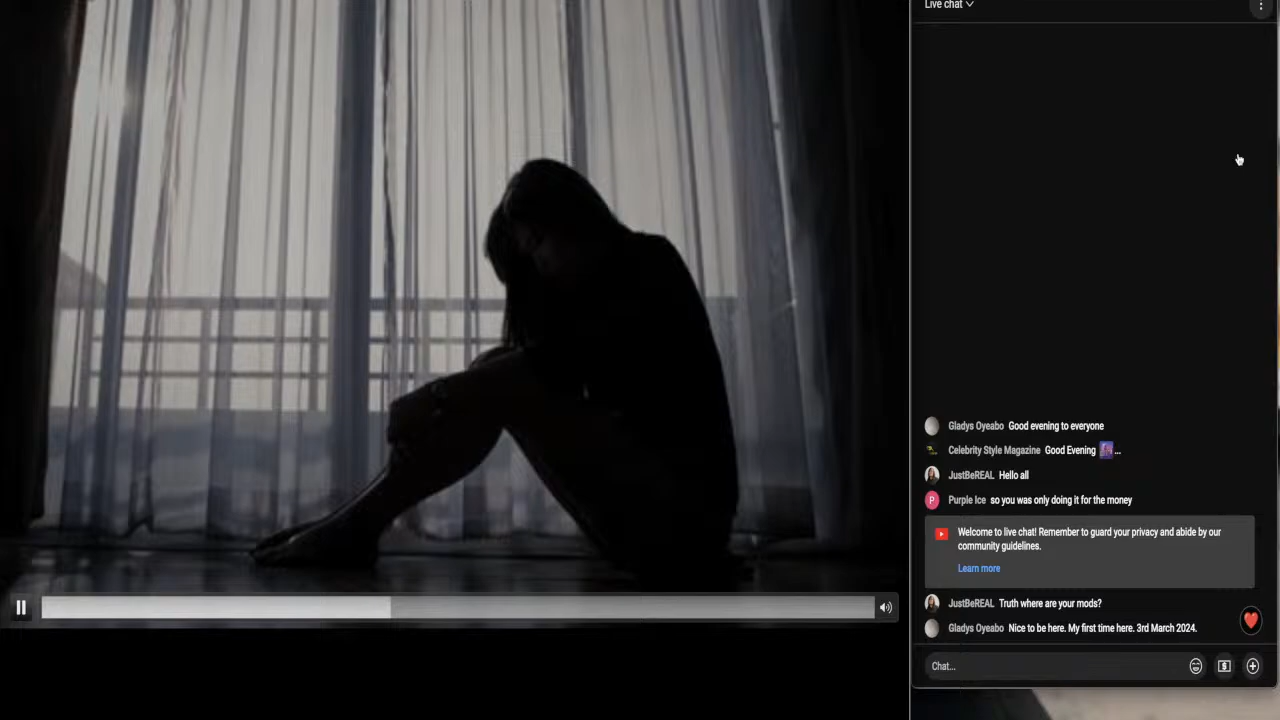 Live chat
Gladys Oyeabo Good evening to everyone
Celebrity Style Magazine Good Evening ...
JustBeREAL Hello all
P Purple Ice so you was only doing it for the money
Welcome to live chat! Remember to guard your privacy and abide by our
community guidelines.
Learn more
JustBeREAL Truth where are your mods?
Gladys Oyeabo Nice to be here. My first time here. 3rd March 2024.
Chat...